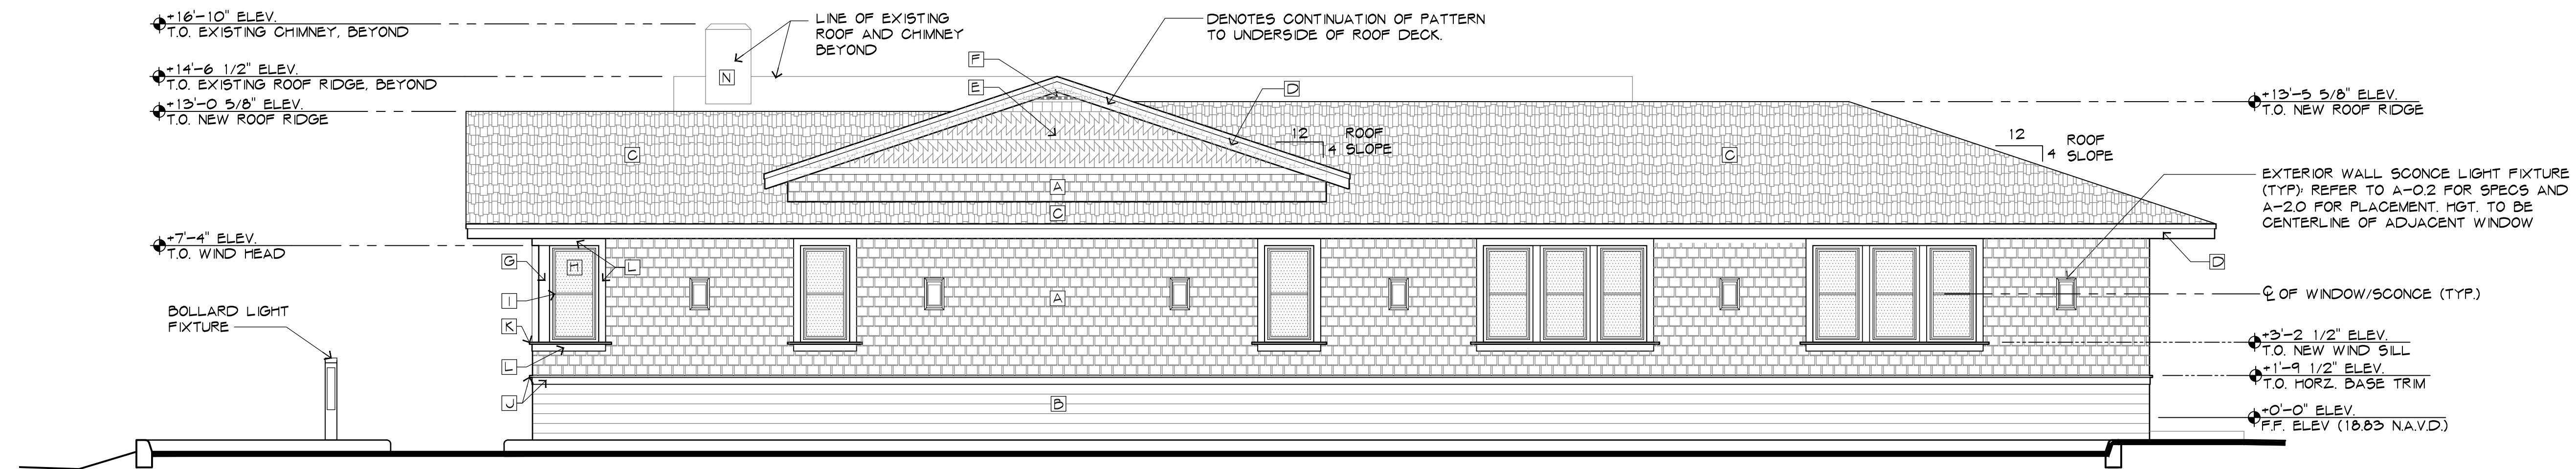 +16'-10" ELEV.
T.O. EXISTING CHIMNEY, BEYOND
+14'-6 1/2" ELEV.
T.O. EXISTING ROOF RIDGE, BEYOND
+13'-0 5/8" ELEV.
T.O. NEW ROOF RIDGE
+7'-4" ELEV.
T.O. WIND HEAD
BOLLARD LIGHT
FIXTURE
N
LINE OF EXISTING
ROOF AND CHIMNEY
BEYOND
F
E
DENOTES CONTINUATION OF PATTERN
TO UNDERSIDE OF ROOF DECK.
D
12
4
ROOF
SLOPE
C
A
C
C
12
4
ROOF
SLOPE
G
H
L
I
K
L
J
A
B
D
+13'-5 5/8" ELEV.
T.O. NEW ROOF RIDGE
EXTERIOR WALL SCONCE LIGHT FIXTURE
(TYP); REFER TO A-0.2 FOR SPECS AND
A-2.0 FOR PLACEMENT. HGT. TO BE
CENTERLINE OF ADJACENT WINDOW
℄ OF WINDOW/SCONCE (TYP.)
+3'-2 1/2" ELEV.
T.O. NEW WIND SILL
+1'-9 1/2" ELEV.
T.O. HORZ. BASE TRIM
+0'-0" ELEV.
F.F. ELEV (18.83 N.A.V.D.)